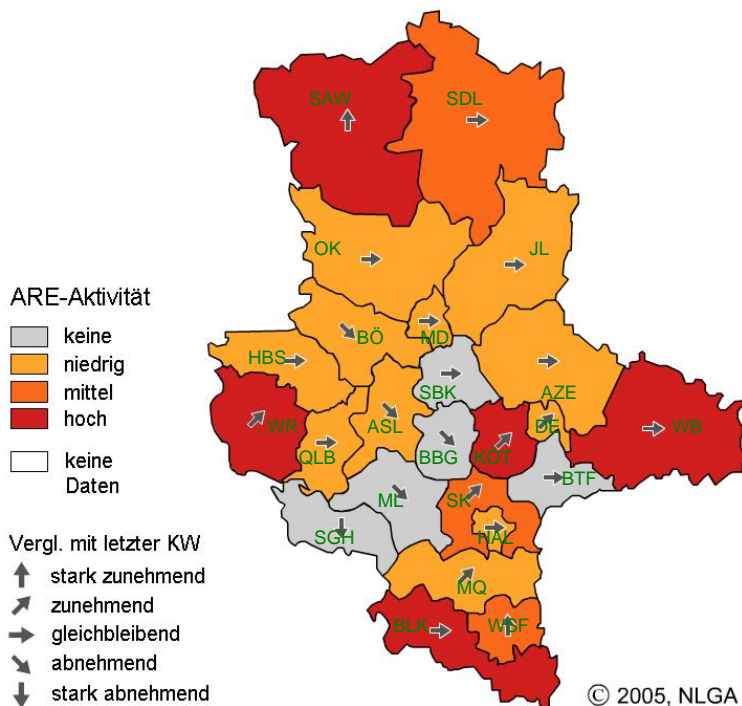 SAW
SDL
OK
JL
BÖ
MD
HBS
SBK
AZE
..WR
ASL
DE
WB
QLB
BBG
KÖT
ML
SK
BTF
SGH
HAL
MQ
BLK
WSF
ARE-Aktivität
keine
niedrig
mittel
hoch
keine
Daten
Vergl. mit letzter KW
stark zunehmend
zunehmend
gleichbleibend
abnehmend
stark abnehmend
© 2005, NLGA